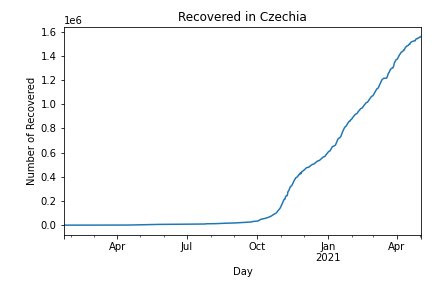 Recovered in Czechia
1e6
1.6
1.4
1.2
1.0
0.8
0.6
0.4
0.2
0.0
Number of Recovered
Apr Jul Oct Jan Apr
2021
Day